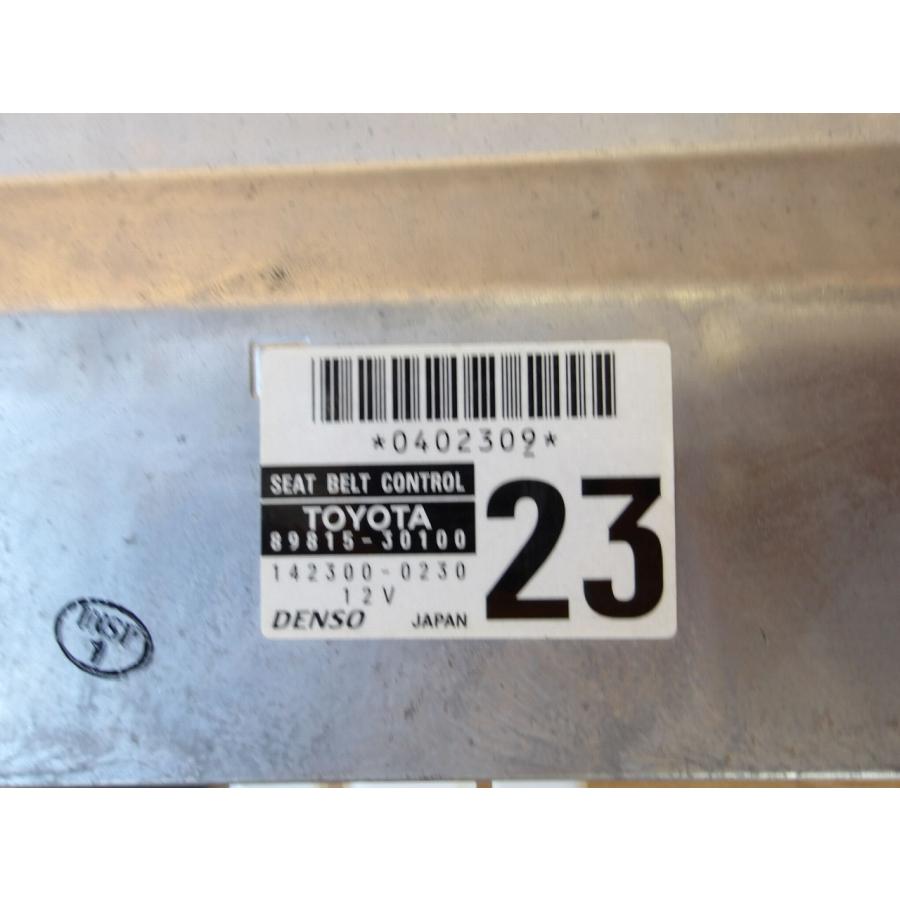 *0402309*
SEAT BELT CONTROL
TOYOTA
89815-30100
142300-0230
12V
DENSO JAPAN
23